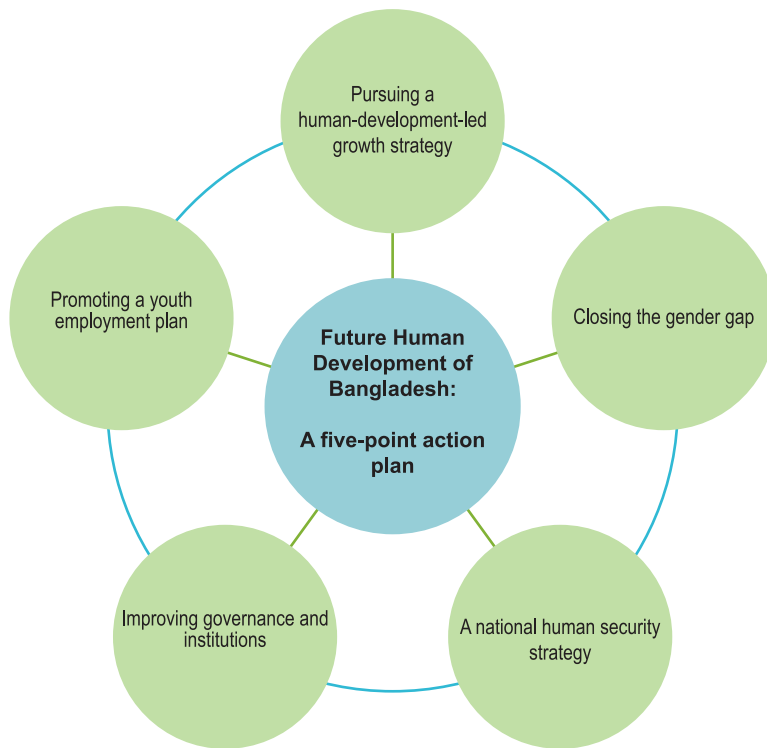 Pursuing a
human-development-led
growth strategy
Promoting a youth
employment plan
Closing the gender gap
Future Human
Development of
Bangladesh:
A five-point action
plan
Improving governance and
institutions
A national human security
strategy